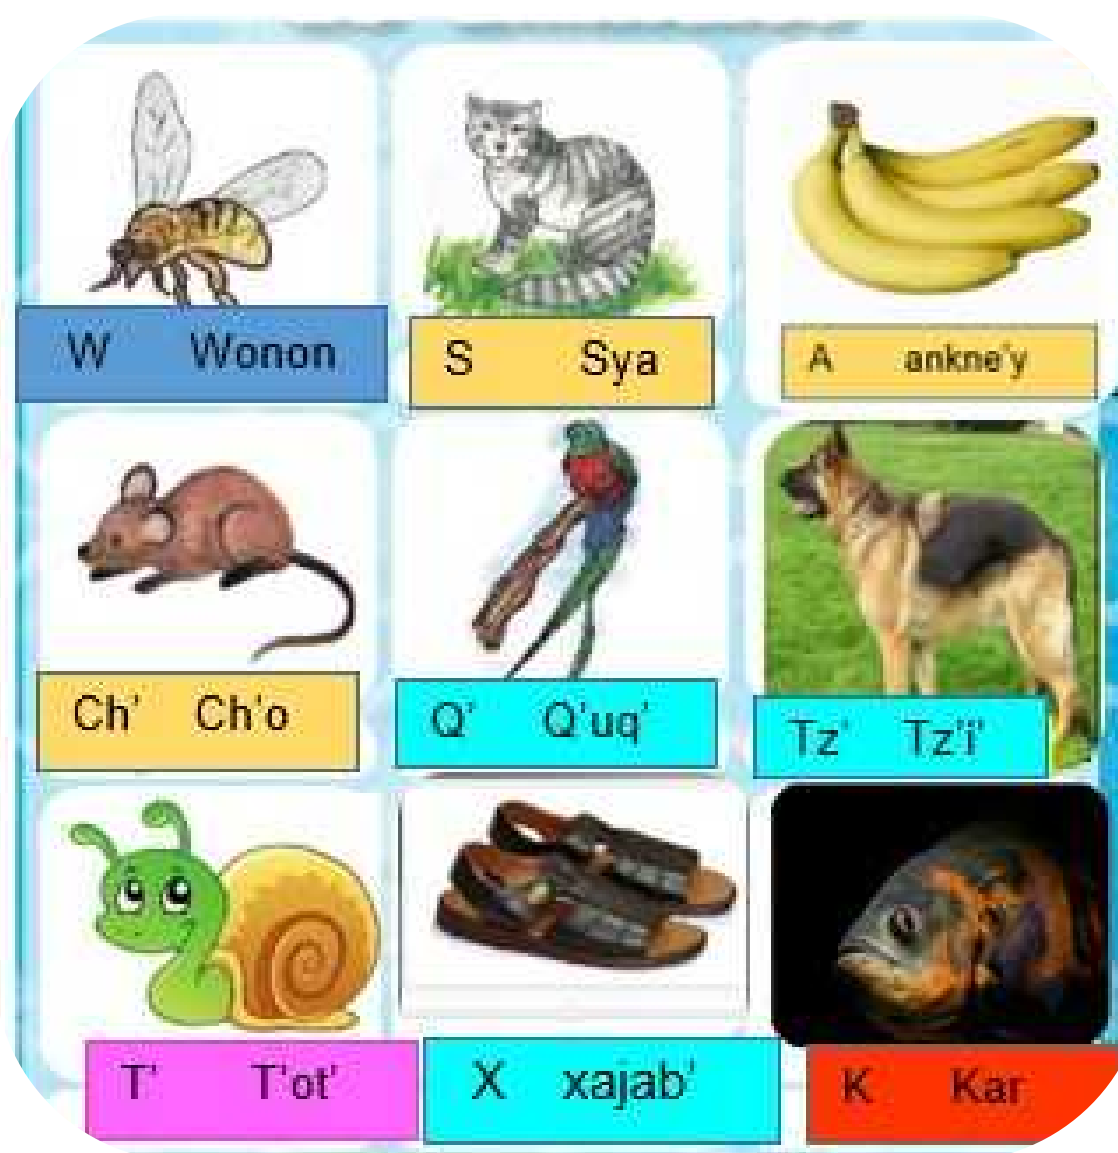 W Wonon
S Sya
A ankne'y
Ch' Ch'o
Q' Q'uq'
Tz' Tz'i'
T' T'ot'
X xajab'
K Kar